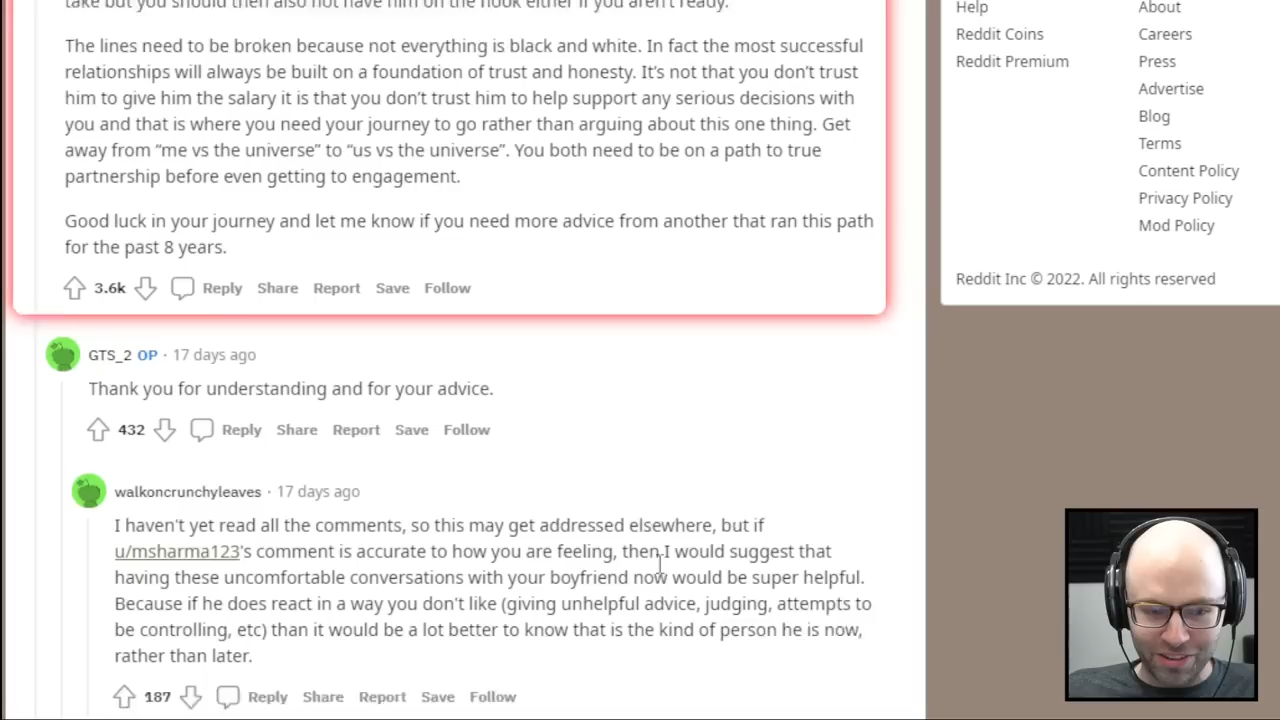 take but you should then also not have him on the hook either if you aren't ready.
The lines need to be broken because not everything is black and white. In fact the most successful
relationships will always be built on a foundation of trust and honesty. It's not that you don't trust
him to give him the salary it is that you don't trust him to help support any serious decisions with
you and that is where you need your journey to go rather than arguing about this one thing. Get
away from “me vs the universe” to “us vs the universe”. You both need to be on a path to true
partnership before even getting to engagement.
Good luck in your journey and let me know if you need more advice from another that ran this path
for the past 8 years.
3.6k Reply Share Report Save Follow
GTS_2 OP · 17 days ago
Thank you for understanding and for your advice.
432 Reply Share Report Save Follow
walkoncrunchyleaves · 17 days ago
I haven't yet read all the comments, so this may get addressed elsewhere, but if
u/msharma123's comment is accurate to how you are feeling, then I would suggest that
having these uncomfortable conversations with your boyfriend now would be super helpful.
Because if he does react in a way you don't like (giving unhelpful advice, judging, attempts to
be controlling, etc) than it would be a lot better to know that is the kind of person he is now,
rather than later.
187 Reply Share Report Save Follow
Help
Reddit Coins
Reddit Premium
About
Careers
Press
Advertise
Blog
Terms
Content Policy
Privacy Policy
Mod Policy
Reddit Inc © 2022. All rights reserved